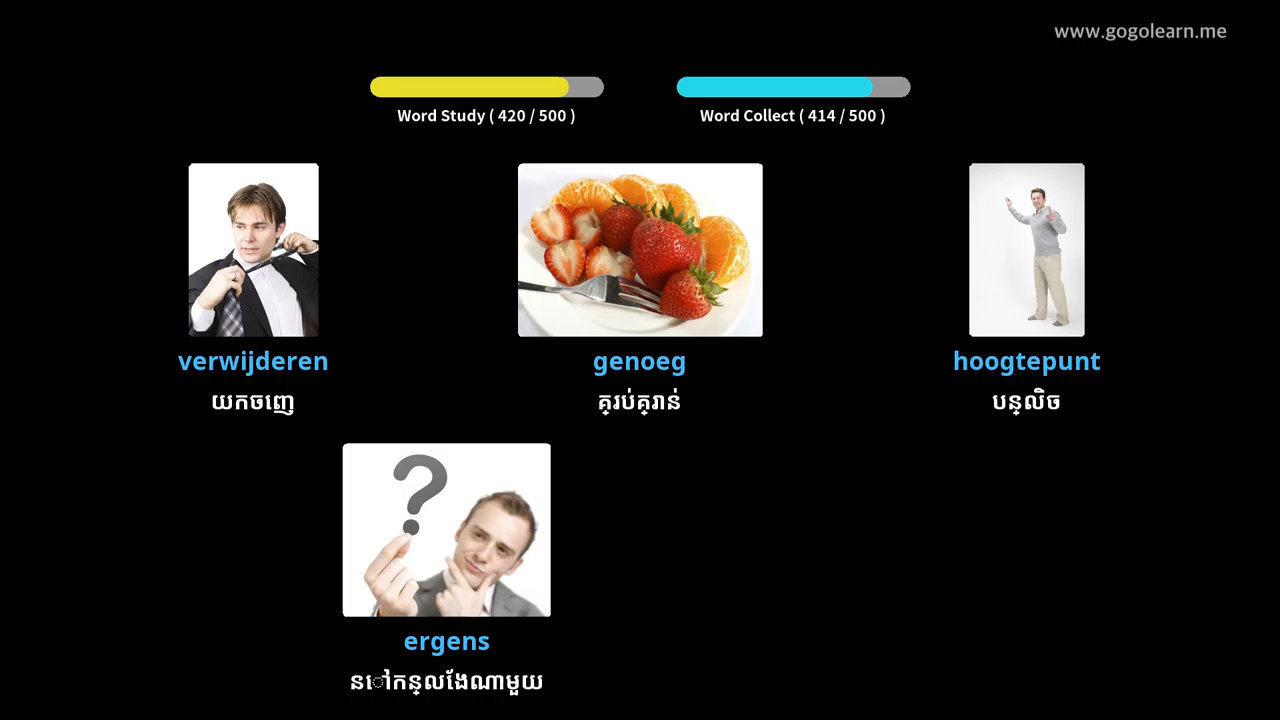 www.gogolearn.me
Word Study ( 420 / 500 )
Word Collect ( 414 / 500 )
verwijderen
យកចេញ
genoeg
គ្រប់គ្រាន់
hoogtepunt
បន្លិច
ergens
នៅកន្លែងណាមួយ